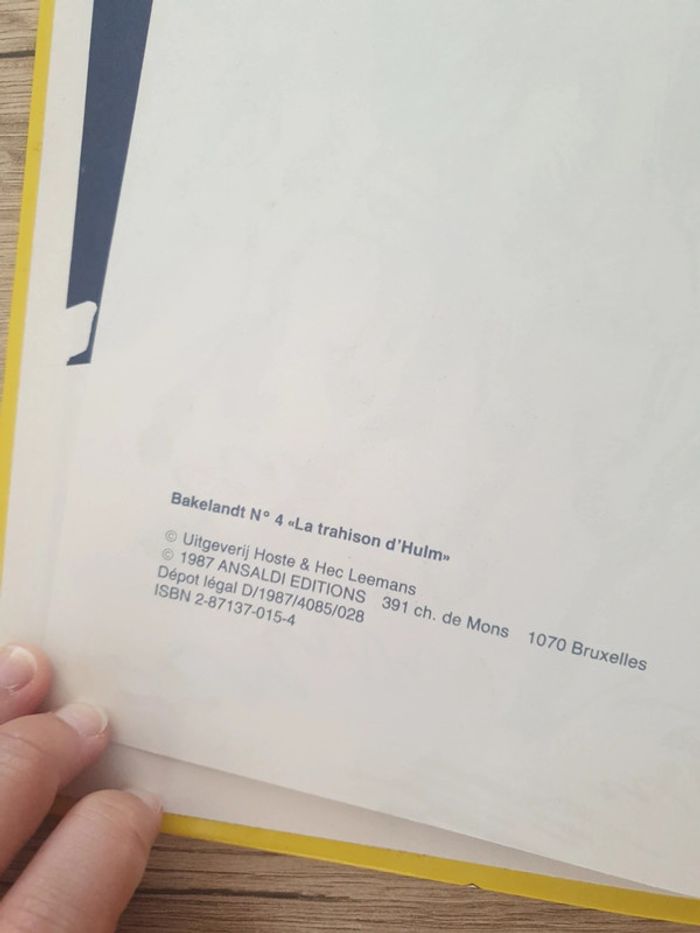 Bakelandt N° 4 «La trahison d'Hulm»
© Uitgeverij Hoste & Hec Leemans
© 1987 ANSALDI EDITIONS 391 ch. de Mons 1070 Bruxelles
Dépot légal D/1987/4085/028
ISBN 2-87137-015-4